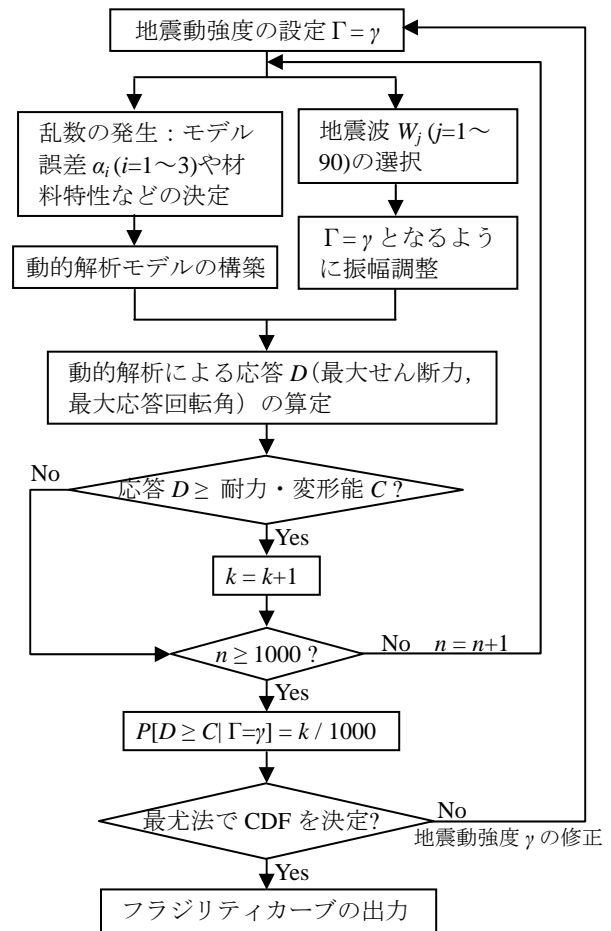 地震動強度の設定 Γ = γ
乱数の発生：モデル
誤差 αi (i=1～3)や材
料特性などの決定
地震波 Wj (j=1～
90)の選択
動的解析モデルの構築
Γ = γ となるよう
に振幅調整
動的解析による応答 D（最大せん断力，
最大応答回転角）の算定
No
応答 D ≥ 耐力・変形能 C ?
Yes
k = k+1
n ≥ 1000 ?
No n = n+1
Yes
P[D ≥ C| Γ=γ] = k / 1000
最尤法で CDF を決定?
No
地震動強度 γ の修正
Yes
フラジリティカーブの出力